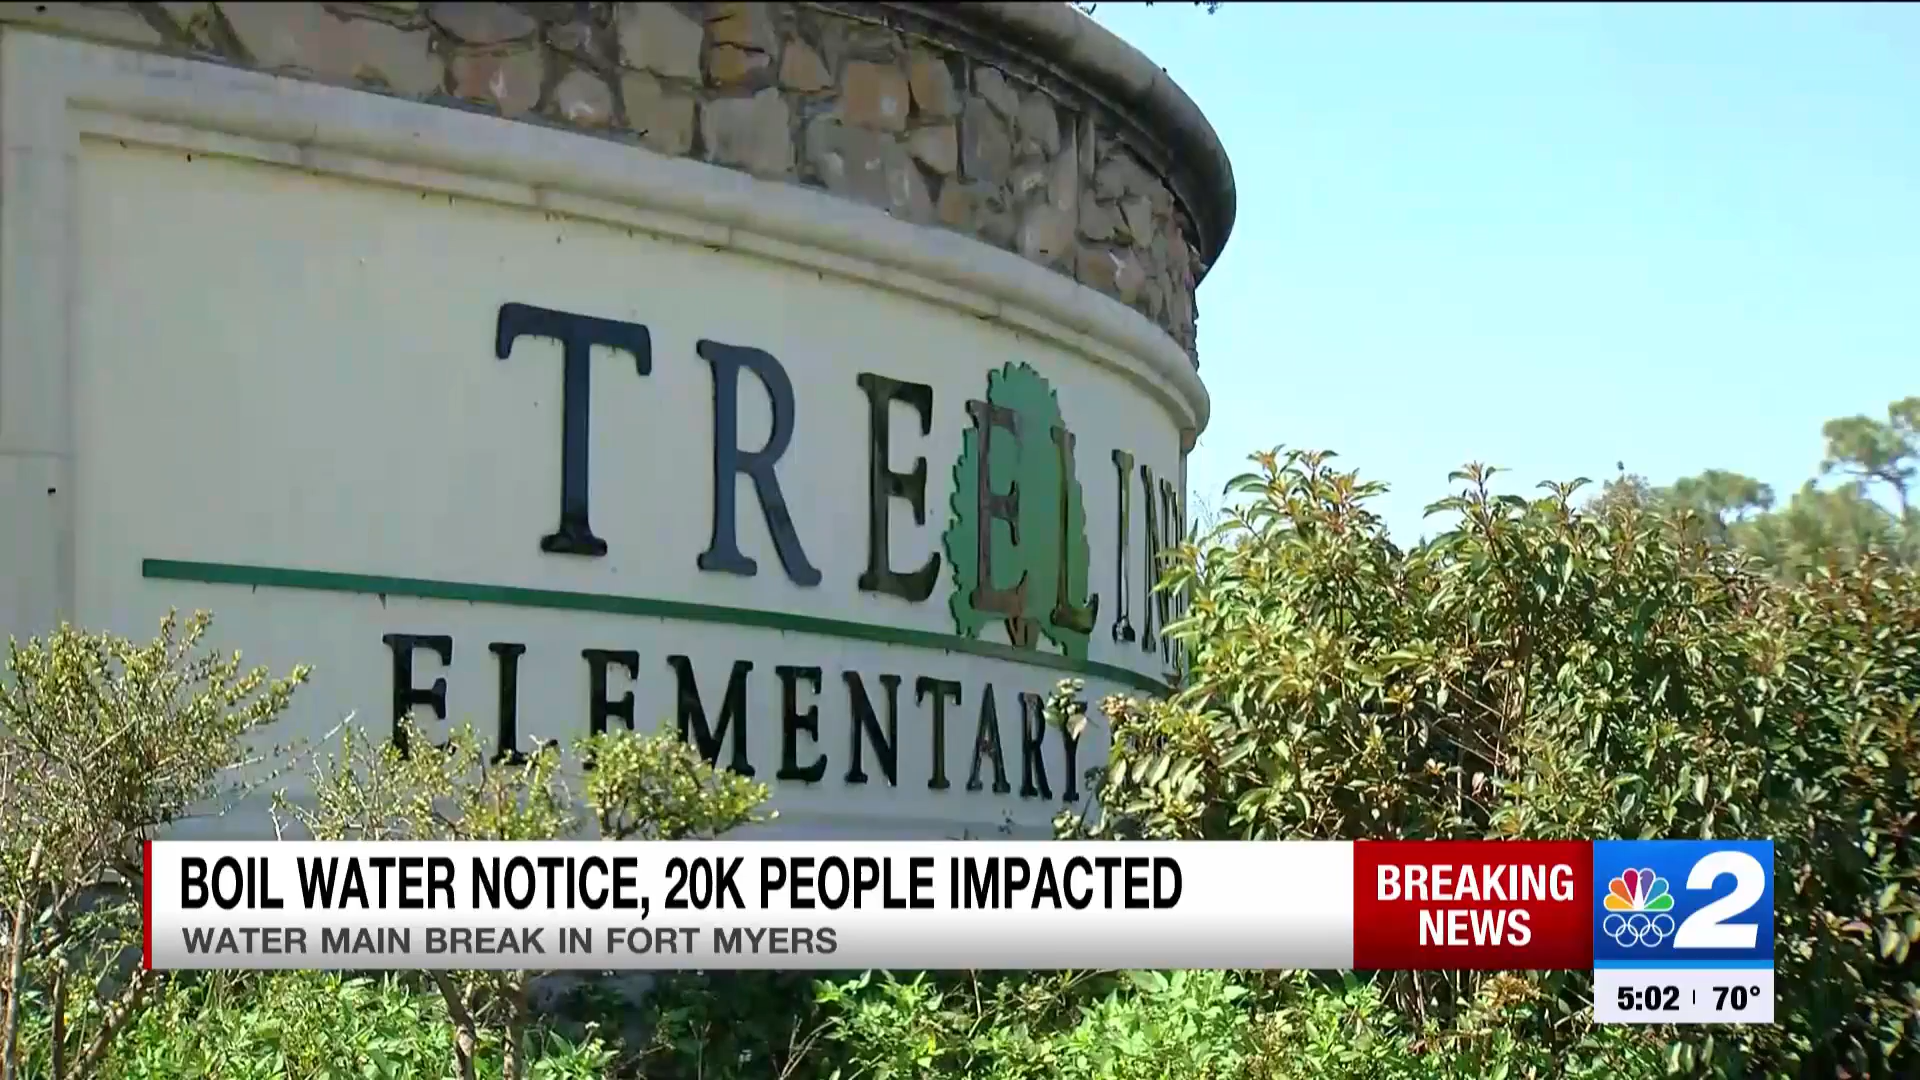 TREELIN
ELEMENTARY
BOIL WATER NOTICE, 20K PEOPLE IMPACTED
WATER MAIN BREAK IN FORT MYERS
BREAKING
NEWS
2
5:02 | 70°